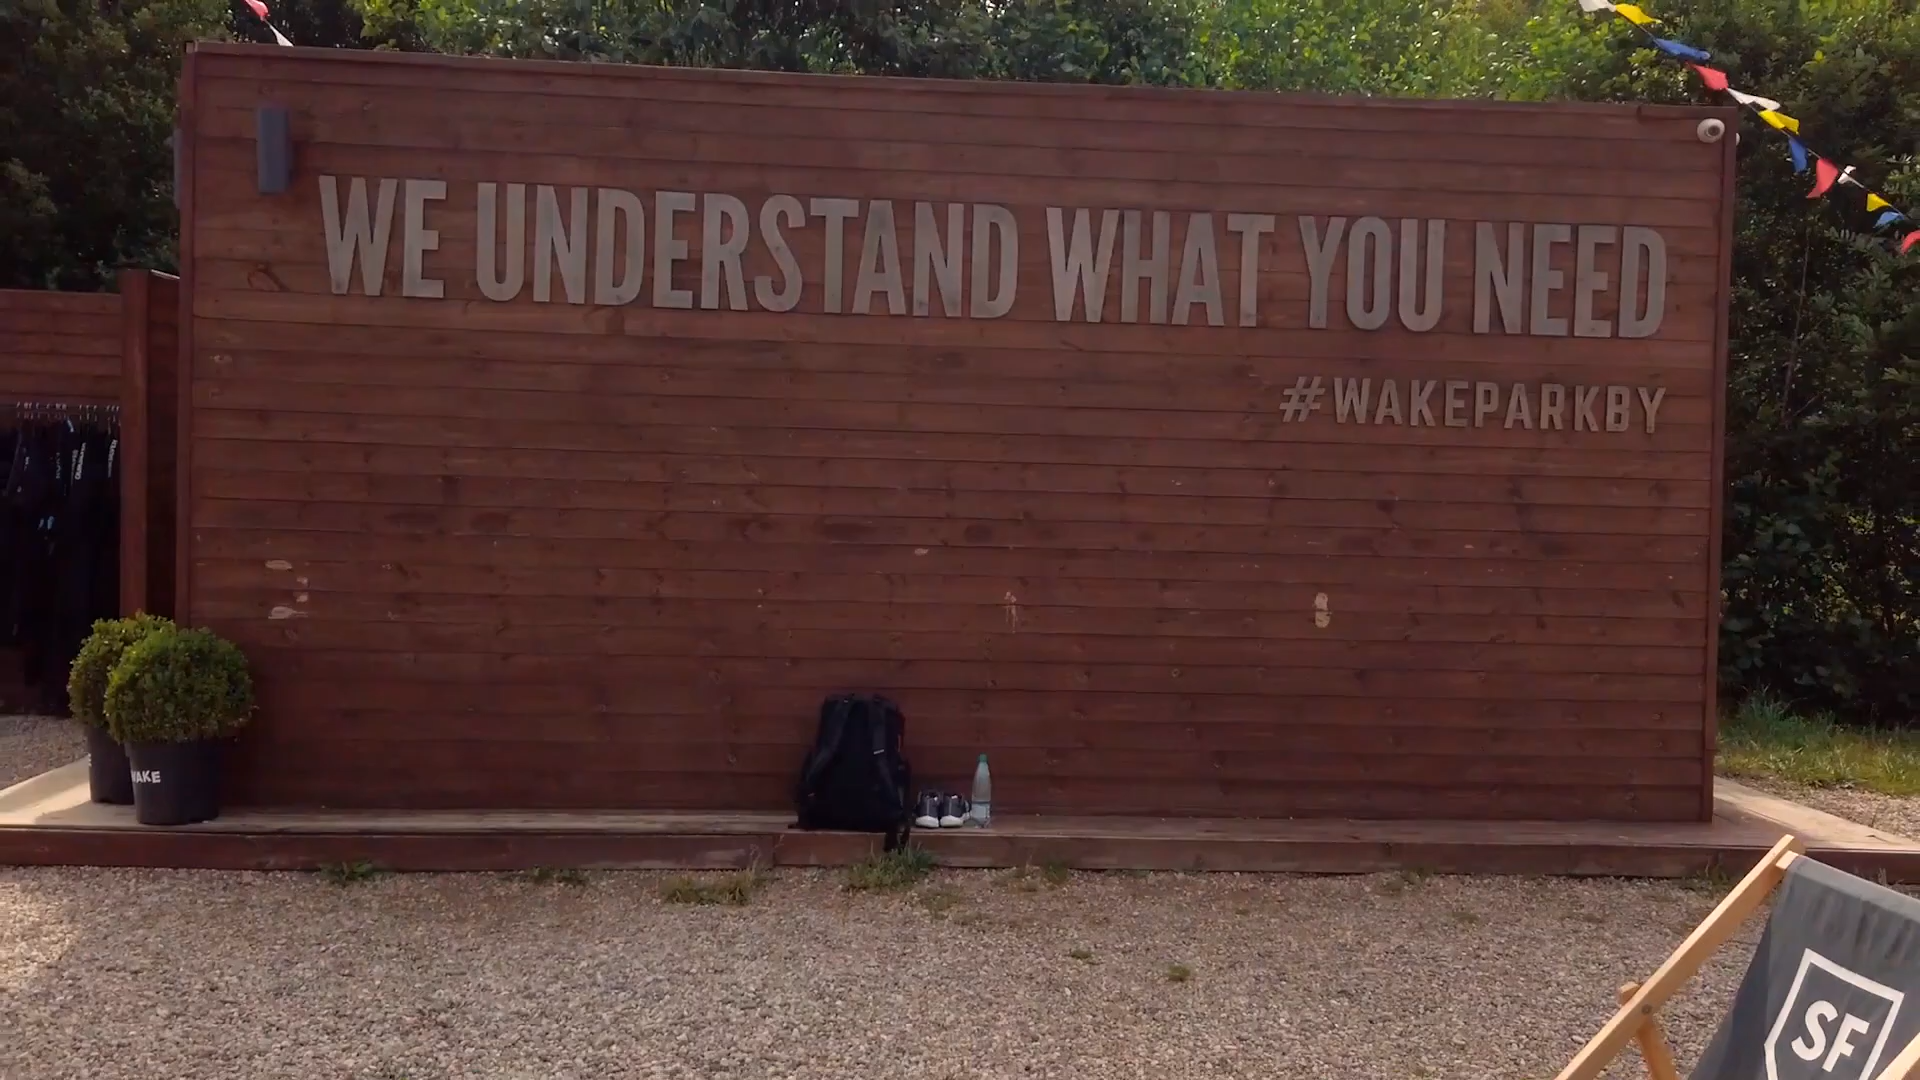 WE UNDERSTAND WHAT YOU NEED
#WAKEPARKBY
WAKE
SF